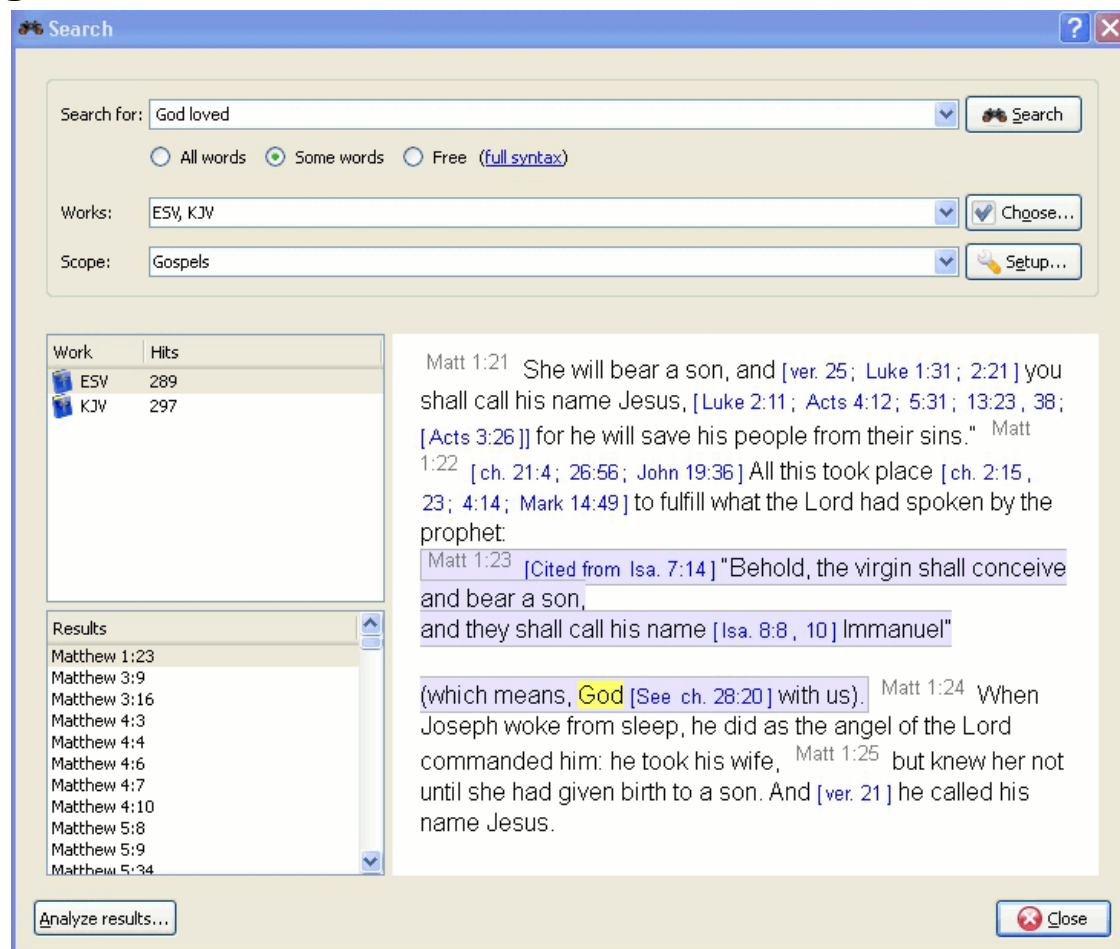 Search
Search for: God loved Search
All words Some words Free (full syntax)
Works: ESV, KJV Choose...
Scope: Gospels Setup...
Work Hits
ESV 289
KJV 297
Results
Matthew 1:23
Matthew 3:9
Matthew 3:16
Matthew 4:3
Matthew 4:4
Matthew 4:6
Matthew 4:7
Matthew 4:10
Matthew 5:8
Matthew 5:9
Matthew 5:34
Matt 1:21 She will bear a son, and [ver. 25; Luke 1:31; 2:21] you
shall call his name Jesus, [Luke 2:11; Acts 4:12; 5:31; 13:23, 38;
[Acts 3:26]] for he will save his people from their sins." Matt
1:22 [ch. 21:4; 26:56; John 19:36] All this took place [ch. 2:15,
23; 4:14; Mark 14:49] to fulfill what the Lord had spoken by the
prophet:
Matt 1:23 [Cited from Isa. 7:14] "Behold, the virgin shall conceive
and bear a son,
and they shall call his name [Isa. 8:8, 10] Immanuel"
(which means, God [See ch. 28:20] with us). Matt 1:24 When
Joseph woke from sleep, he did as the angel of the Lord
commanded him: he took his wife, Matt 1:25 but knew her not
until she had given birth to a son. And [ver. 21] he called his
name Jesus.
Analyze results... Close